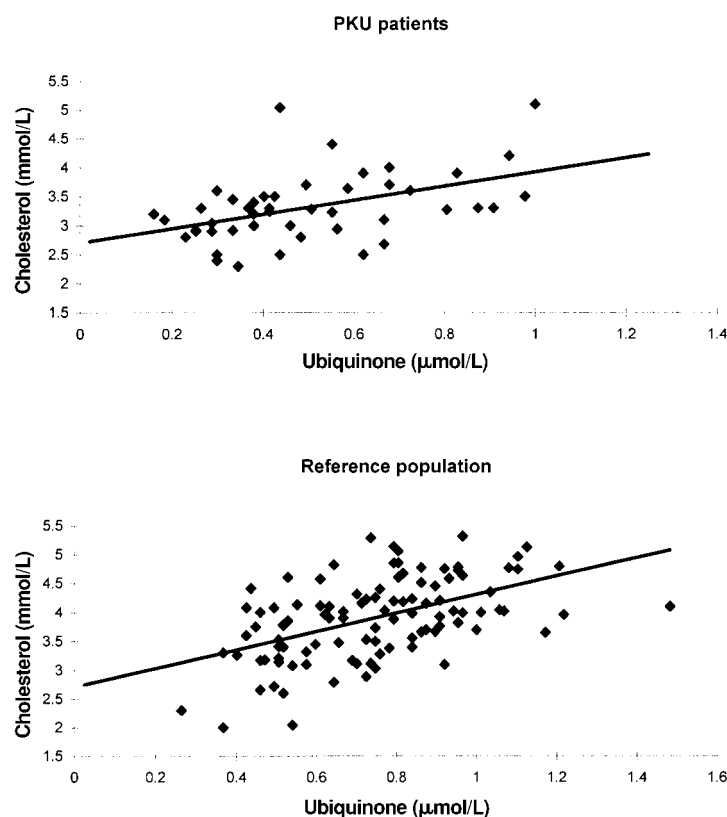 PKU patients
Cholesterol (mmol/L)
5.5
5
4.5
4
3.5
3
2.5
2
1.5
0 0.2 0.4 0.6 0.8 1 1.2 1.4
Ubiquinone (μmol/L)
Reference population
Cholesterol (mmol/L)
5.5
5
4.5
4
3.5
3
2.5
2
1.5
0 0.2 0.4 0.6 0.8 1 1.2 1.4 1.6
Ubiquinone (μmol/L)